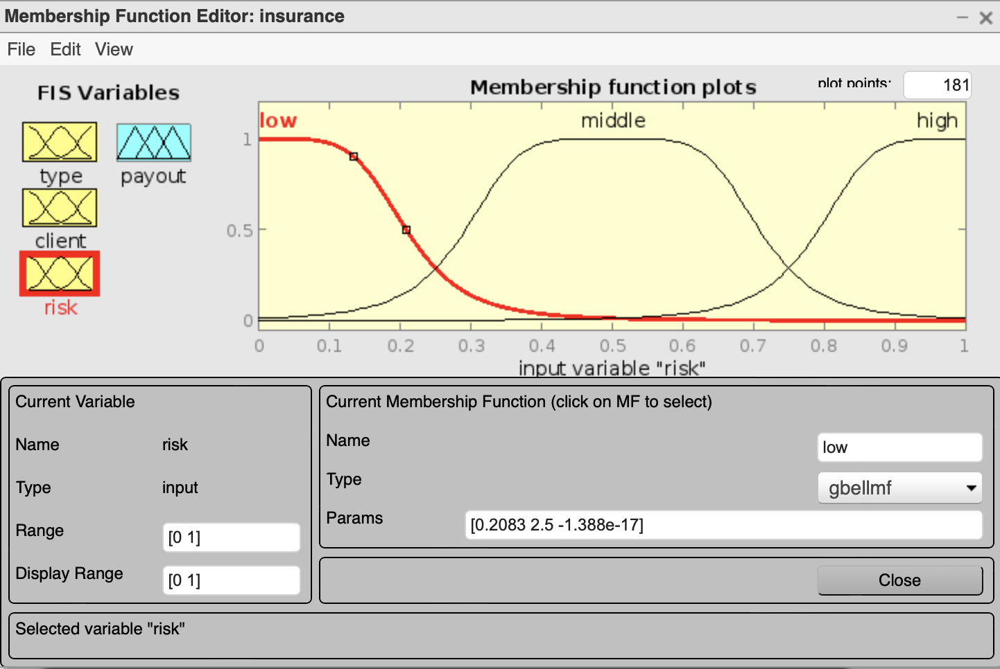 Membership Function Editor: insurance
File Edit View
FIS Variables
Membership function plots
plot points:
181
type
payout
client
risk
low
middle
high
1
0.5
0
0 0.1 0.2 0.3 0.4 0.5 0.6 0.7 0.8 0.9 1
input variable "risk"
Current Variable
Name risk
Type input
Range [0 1]
Display Range [0 1]
Current Membership Function (click on MF to select)
Name low
Type gbellmf
Params [0.2083 2.5 -1.388e-17]
Close
Selected variable "risk"